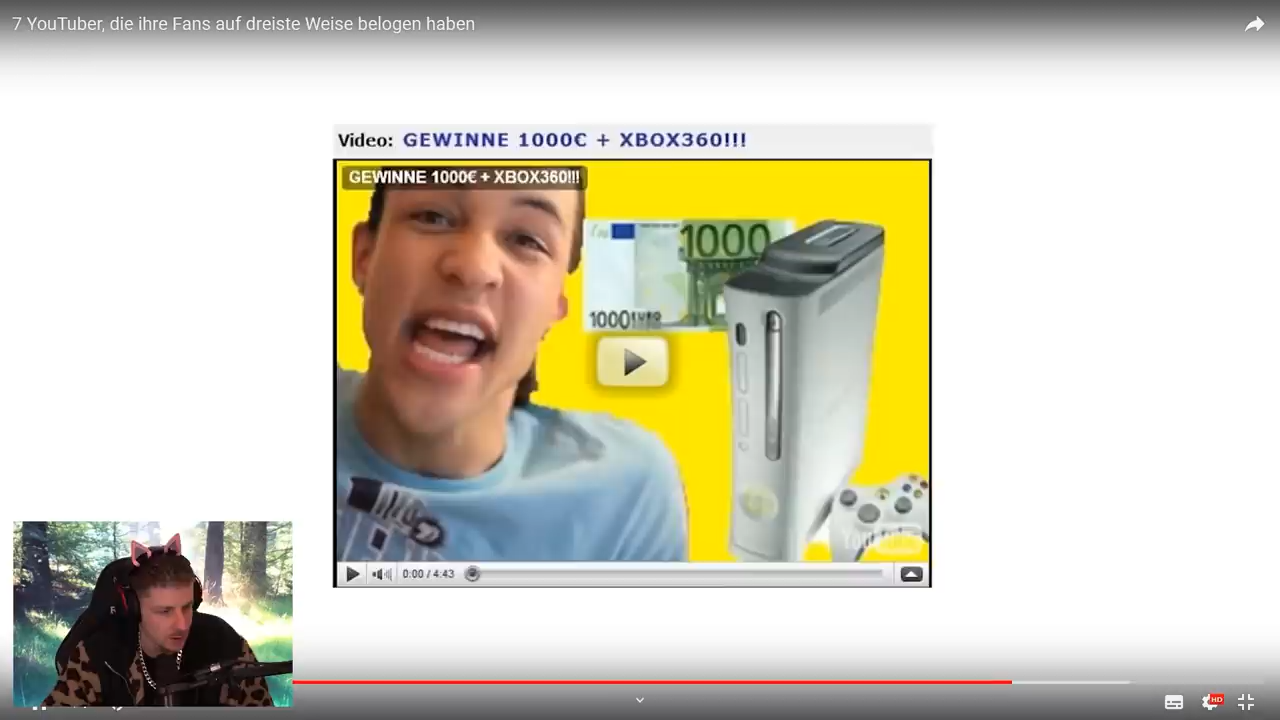 7 YouTuber, die ihre Fans auf dreiste Weise belogen haben
Video: GEWINNE 1000€ + XBOX360!!!
GEWINNE 1000€ + XBOX360!!!
1000
1000 EURO
0:00 / 4:43
HD